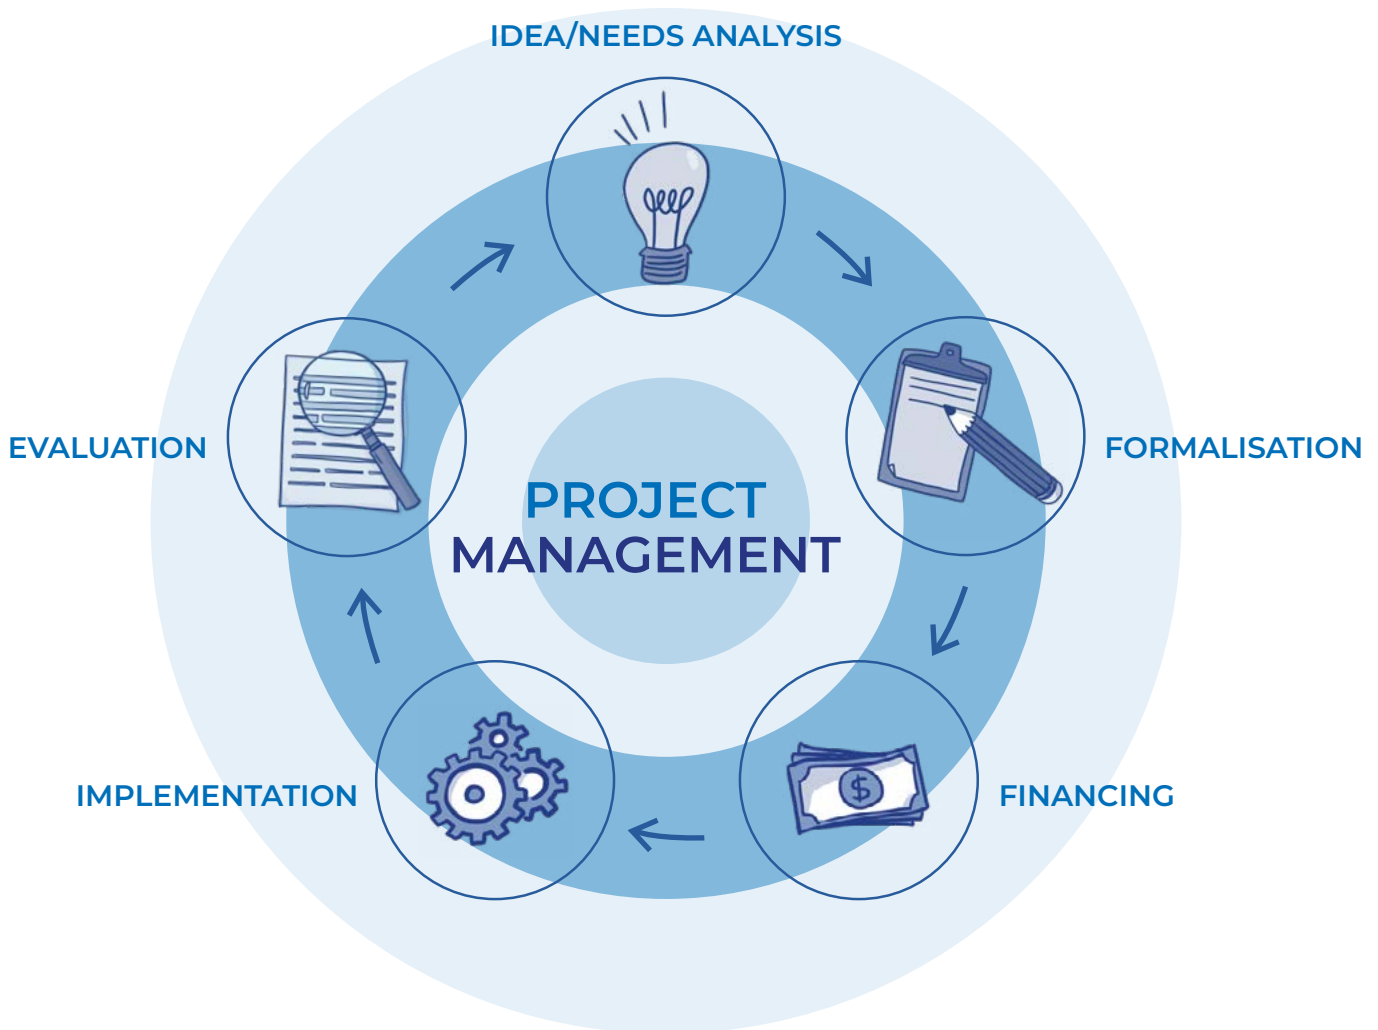 IDEA/NEEDS ANALYSIS
EVALUATION
FORMALISATION
PROJECT
MANAGEMENT
IMPLEMENTATION
FINANCING
$